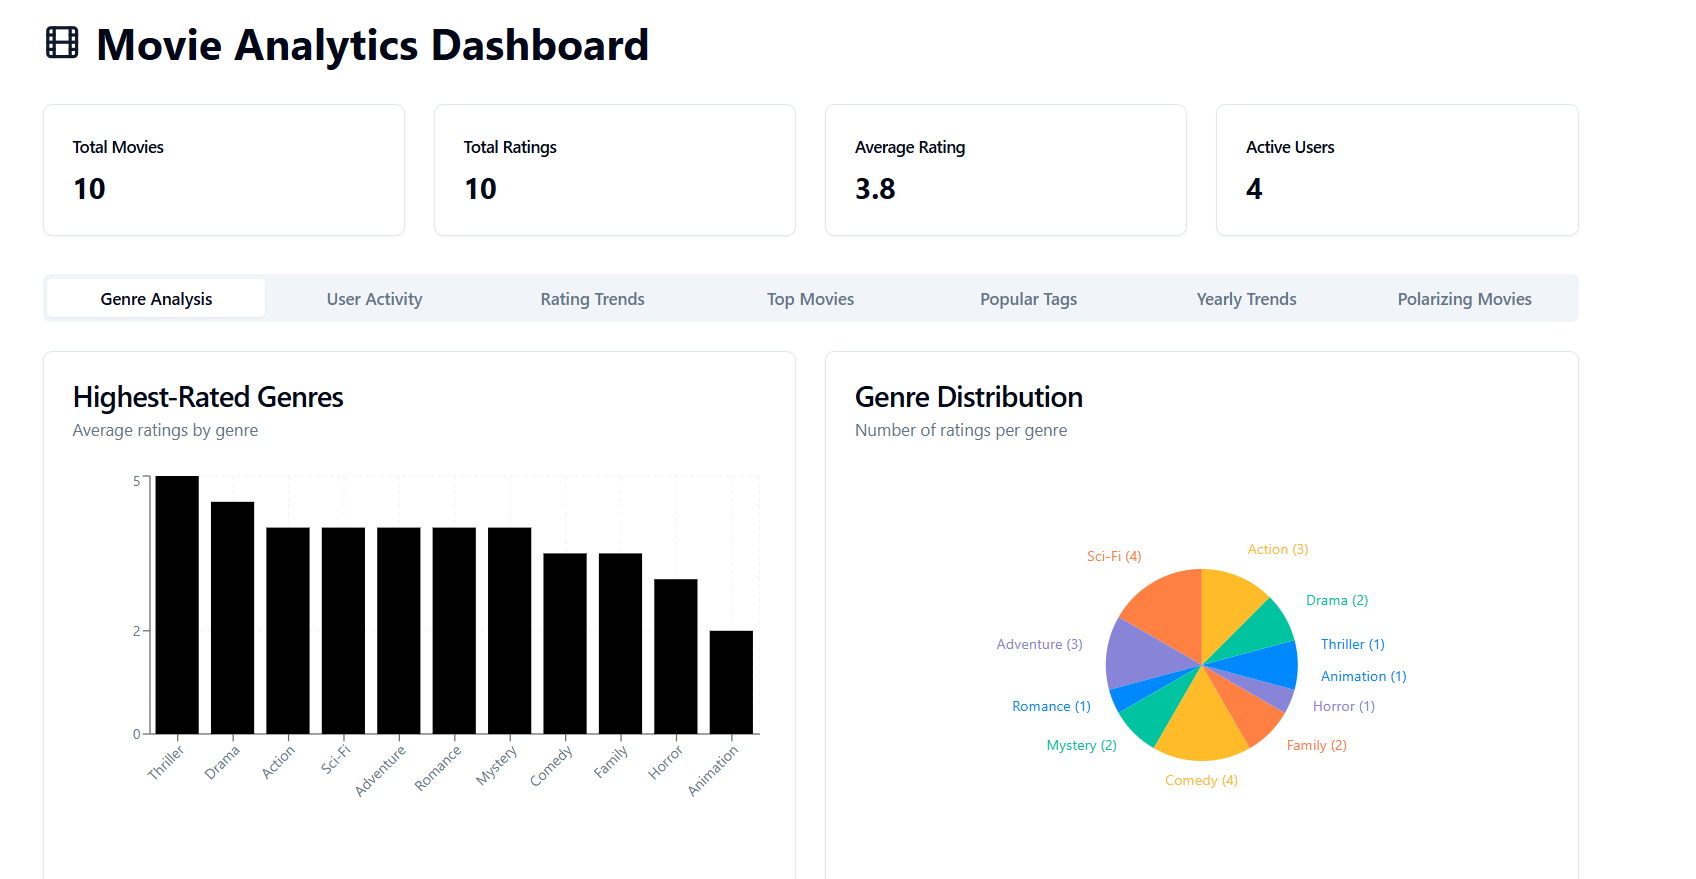 Movie Analytics Dashboard
Total Movies
10
Total Ratings
10
Average Rating
3.8
Active Users
4
Genre Analysis
User Activity
Rating Trends
Top Movies
Popular Tags
Yearly Trends
Polarizing Movies
Highest-Rated Genres
Average ratings by genre
5
2
0
Thriller
Drama
Action
Sci-Fi
Adventure
Romance
Mystery
Comedy
Family
Horror
Animation
Genre Distribution
Number of ratings per genre
Action (3)
Sci-Fi (4)
Drama (2)
Adventure (3)
Thriller (1)
Animation (1)
Romance (1)
Horror (1)
Mystery (2)
Family (2)
Comedy (4)